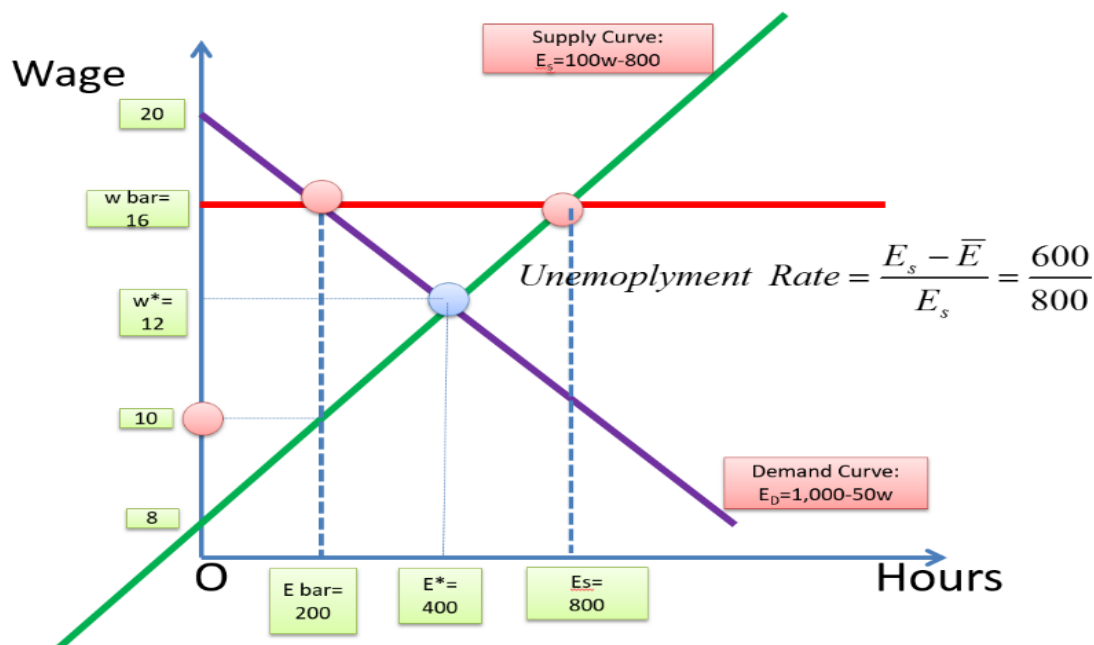 Supply Curve:
Es=100w-800
Wage
20
w bar=
16
Unemoplyment Rate = (Es − E̅)/Es = 600/800
w*=
12
10
Demand Curve:
ED=1,000-50w
8
O
Hours
E bar=
200
E*=
400
Es=
800